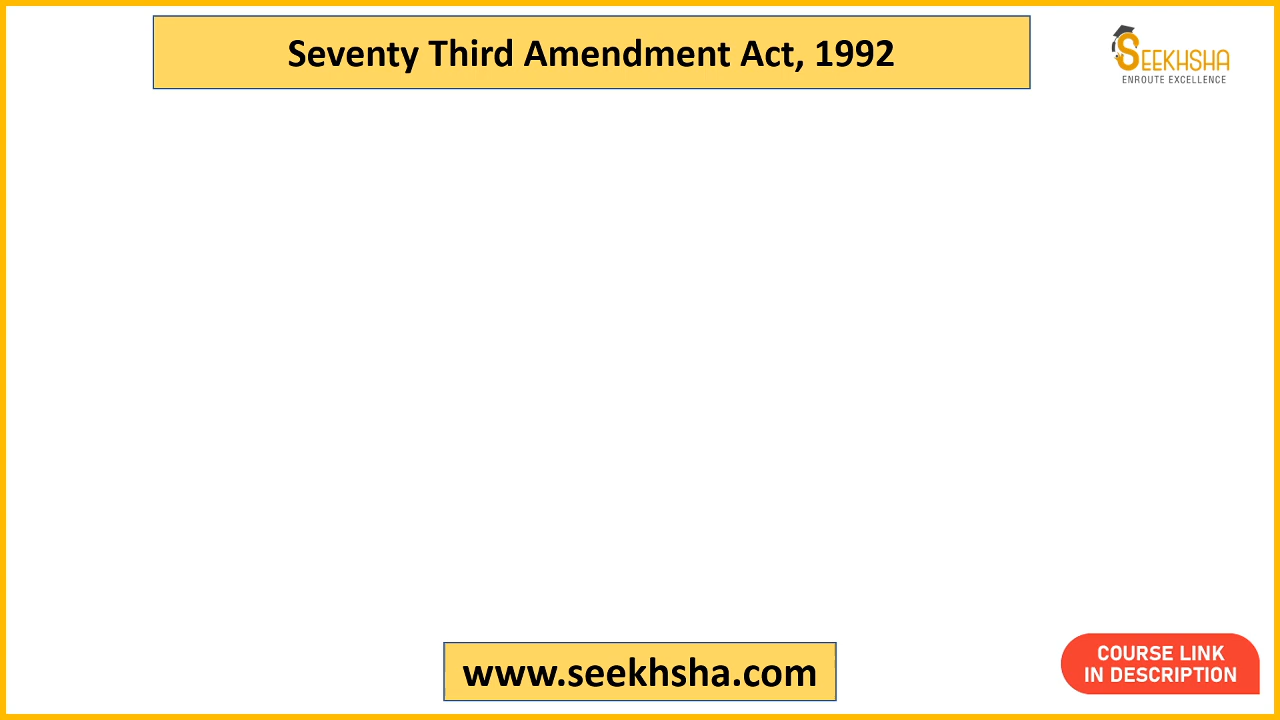 Seventy Third Amendment Act, 1992
SEEKHSHA
ENROUTE EXCELLENCE
www.seekhsha.com
COURSE LINK
IN DESCRIPTION